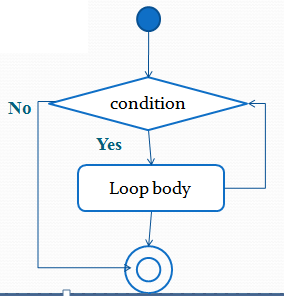 condition
No
Yes
Loop body